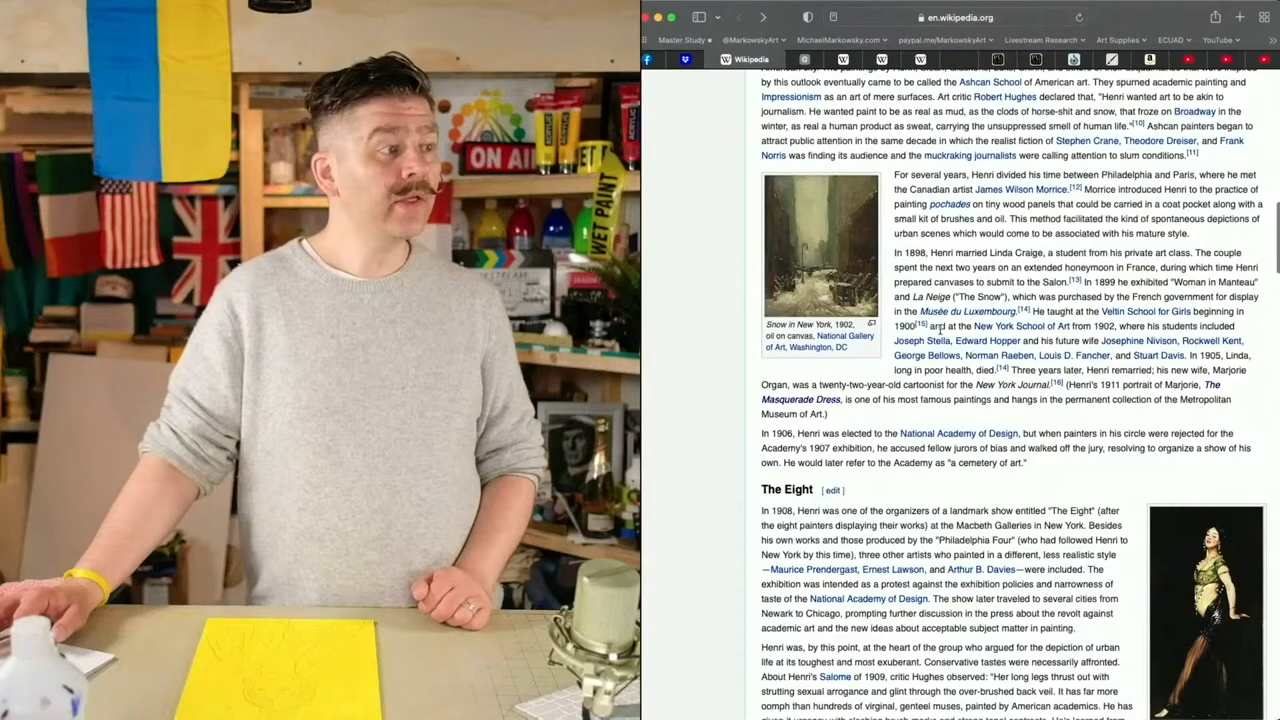 ON AIR
ACRYLIC
ACRYLIC
WET PAINT
en.wikipedia.org
Master Study
@MarkowskyArt
MichaelMarkowsky.com
paypal.me/MarkowskyArt
Livestream Research
Art Supplies
ECUAD
YouTube
Wikipedia
by this outlook eventually came to be called the Ashcan School of American art. They spurned academic painting and
Impressionism as an art of mere surfaces. Art critic Robert Hughes declared that, "Henri wanted art to be akin to
journalism. He wanted paint to be as real as mud, as the clods of horse-shit and snow, that froze on Broadway in the
winter, as real a human product as sweat, carrying the unsuppressed smell of human life."[10] Ashcan painters began to
attract public attention in the same decade in which the realist fiction of Stephen Crane, Theodore Dreiser, and Frank
Norris was finding its audience and the muckraking journalists were calling attention to slum conditions.[11]
For several years, Henri divided his time between Philadelphia and Paris, where he met
the Canadian artist James Wilson Morrice.[12] Morrice introduced Henri to the practice of
painting pochades on tiny wood panels that could be carried in a coat pocket along with a
small kit of brushes and oil. This method facilitated the kind of spontaneous depictions of
urban scenes which would come to be associated with his mature style.
In 1898, Henri married Linda Craige, a student from his private art class. The couple
spent the next two years on an extended honeymoon in France, during which time Henri
prepared canvases to submit to the Salon.[13] In 1899 he exhibited "Woman in Manteau"
and La Neige ("The Snow"), which was purchased by the French government for display
in the Musée du Luxembourg.[14] He taught at the Veltin School for Girls beginning in
1900[15] and at the New York School of Art from 1902, where his students included
Joseph Stella, Edward Hopper and his future wife Josephine Nivison, Rockwell Kent,
George Bellows, Norman Raeben, Louis D. Fancher, and Stuart Davis. In 1905, Linda,
long in poor health, died.[14] Three years later, Henri remarried; his new wife, Marjorie
Organ, was a twenty-two-year-old cartoonist for the New York Journal.[16] (Henri's 1911 portrait of Marjorie, The
Masquerade Dress, is one of his most famous paintings and hangs in the permanent collection of the Metropolitan
Museum of Art.)
Snow in New York, 1902,
oil on canvas, National Gallery
of Art, Washington, DC
In 1906, Henri was elected to the National Academy of Design, but when painters in his circle were rejected for the
Academy's 1907 exhibition, he accused fellow jurors of bias and walked off the jury, resolving to organize a show of his
own. He would later refer to the Academy as "a cemetery of art."
The Eight [ edit ]
In 1908, Henri was one of the organizers of a landmark show entitled "The Eight" (after
the eight painters displaying their works) at the Macbeth Galleries in New York. Besides
his own works and those produced by the "Philadelphia Four" (who had followed Henri to
New York by this time), three other artists who painted in a different, less realistic style
—Maurice Prendergast, Ernest Lawson, and Arthur B. Davies—were included. The
exhibition was intended as a protest against the exhibition policies and narrowness of
taste of the National Academy of Design. The show later traveled to several cities from
Newark to Chicago, prompting further discussion in the press about the revolt against
academic art and the new ideas about acceptable subject matter in painting.
Henri was, by this point, at the heart of the group who argued for the depiction of urban
life at its toughest and most exuberant. Conservative tastes were necessarily affronted.
About Henri's Salome of 1909, critic Hughes observed: "Her long legs thrust out with
strutting sexual arrogance and glint through the over-brushed back veil. It has far more
oomph than hundreds of virginal, genteel muses, painted by American academics. He has